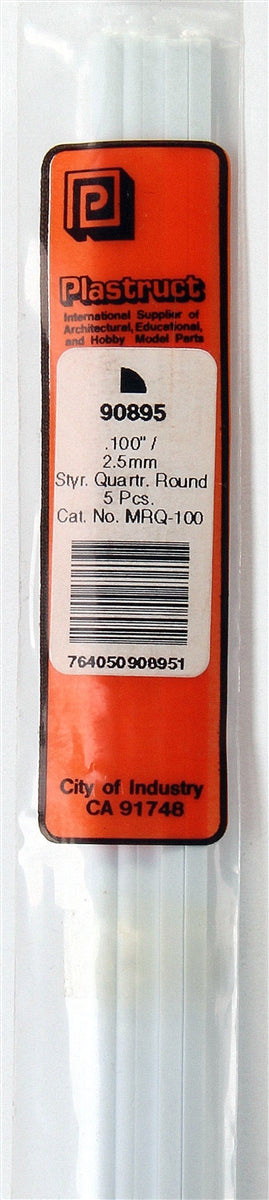 P
Plastruct
International Supplier of
Architectural, Educational,
and Hobby Model Parts
90895
.100" /
2.5mm
Styr. Quartr. Round
5 Pcs.
Cat. No. MRQ-100
764050908951
City of Industry
CA 91748